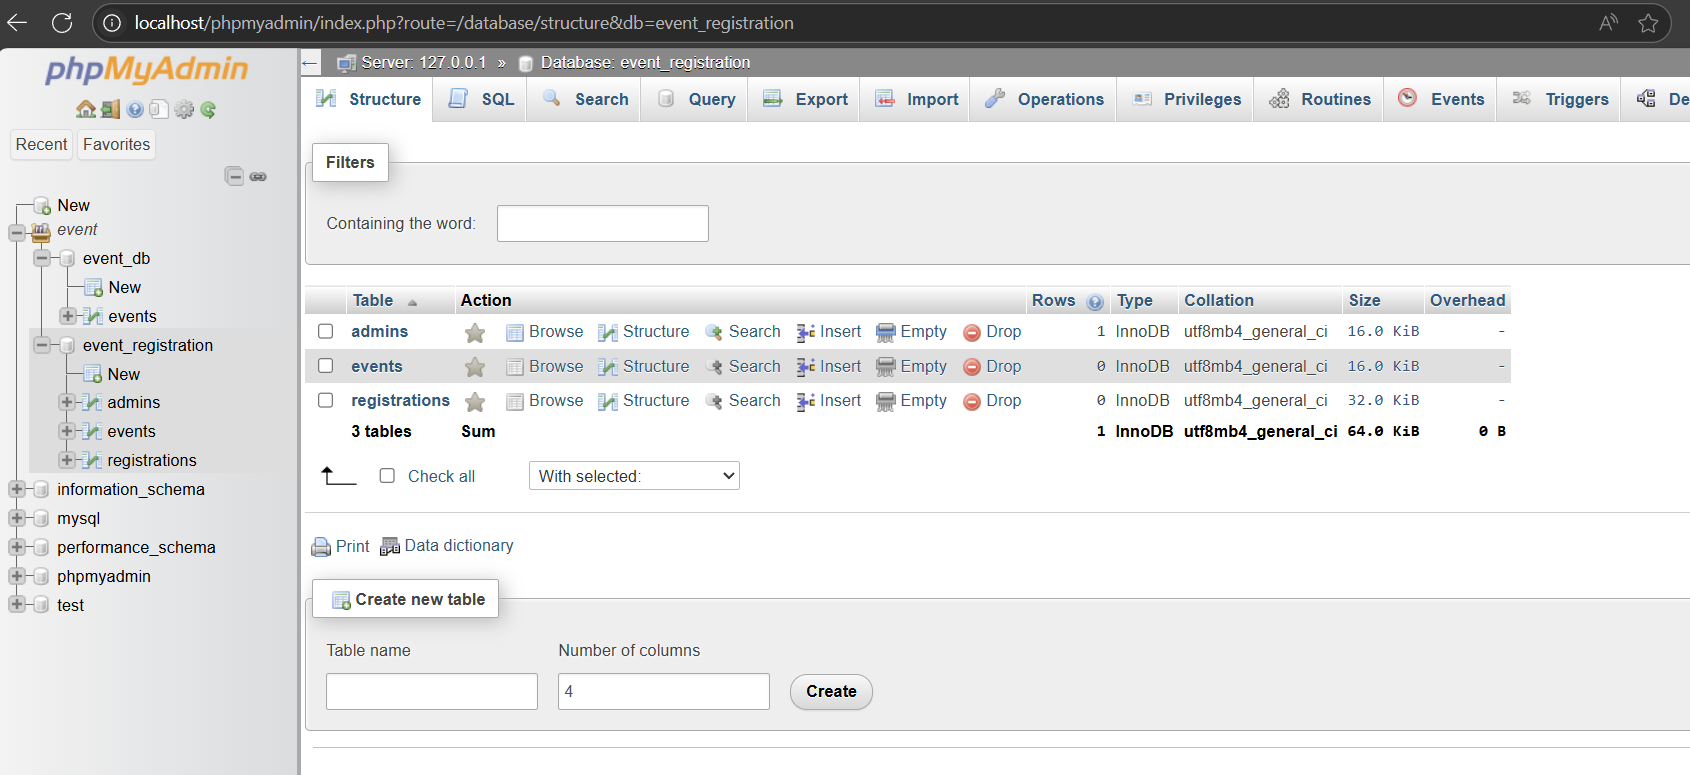 localhost/phpmyadmin/index.php?route=/database/structure&db=event_registration
phpMyAdmin
Recent Favorites
New
event
event_db
New
events
event_registration
New
admins
events
registrations
information_schema
mysql
performance_schema
phpmyadmin
test
Server: 127.0.0.1 » Database: event_registration
Structure SQL Search Query Export Import Operations Privileges Routines Events Triggers De
Filters
Containing the word:
Table Action Rows Type Collation Size Overhead
admins Browse Structure Search Insert Empty Drop 1 InnoDB utf8mb4_general_ci 16.0 KiB -
events Browse Structure Search Insert Empty Drop 0 InnoDB utf8mb4_general_ci 16.0 KiB -
registrations Browse Structure Search Insert Empty Drop 0 InnoDB utf8mb4_general_ci 32.0 KiB -
3 tables Sum 1 InnoDB utf8mb4_general_ci 64.0 KiB 0 B
Check all With selected:
Print Data dictionary
Create new table
Table name Number of columns
4 Create